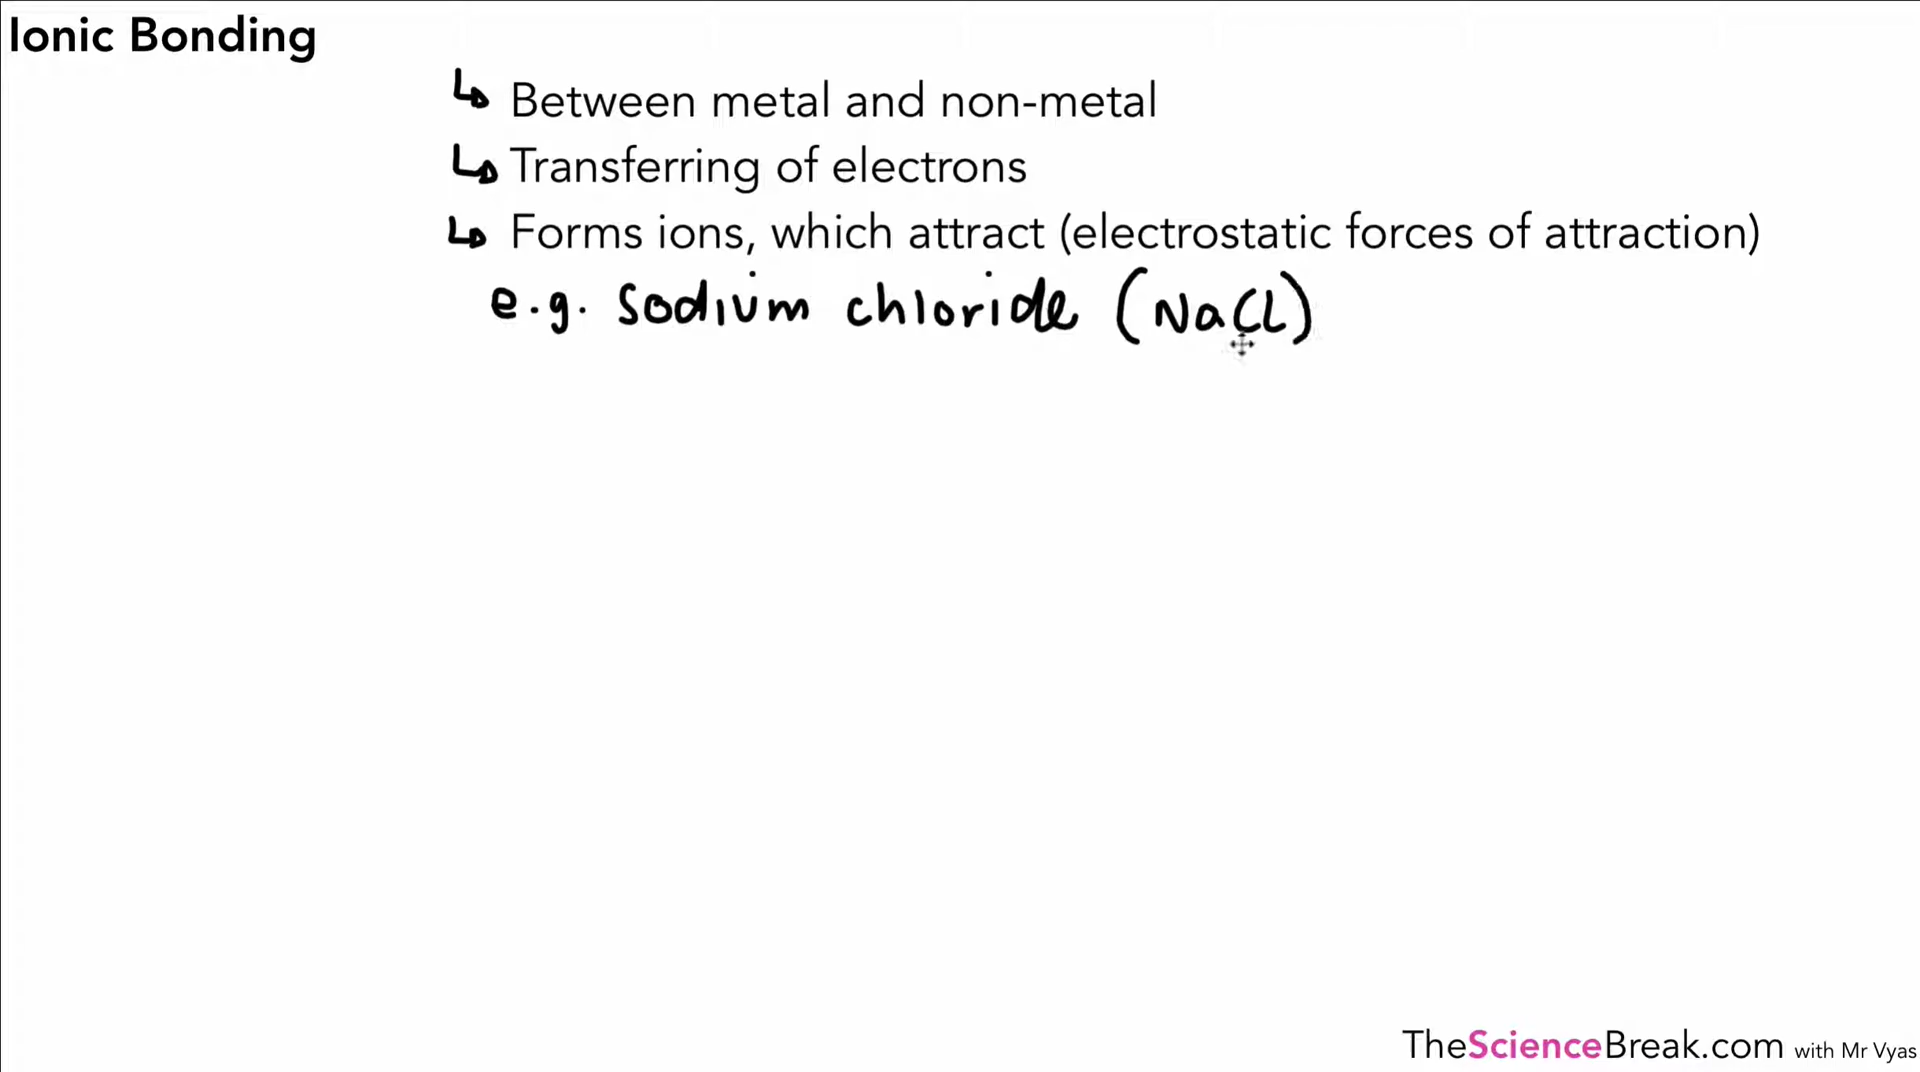 Ionic Bonding
Between metal and non-metal
Transferring of electrons
Forms ions, which attract (electrostatic forces of attraction)
e.g. sodium chloride (NaCl)
TheScienceBreak.com with Mr Vyas